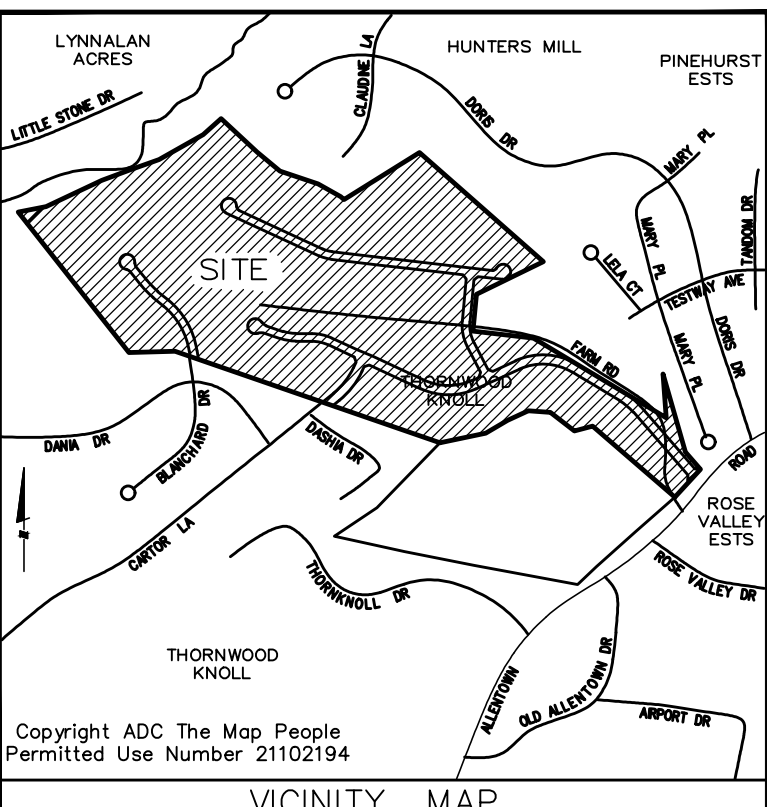 LYNNALAN
ACRES
HUNTERS MILL
PINEHURST
ESTS
CLAUDINE LA
LITTLE STONE DR
DORIS DR
MARY PL
TANDOM DR
MARY PL
SITE
LELA CT
TESTWAY AVE
FARM RD
MARY PL
DORIS DR
THORNWOOD
KNOLL
DANIA DR
BLANCHARD DR
DASHIA DR
ROAD
ROSE
VALLEY
ESTS
CARTOR LA
ROSE VALLEY DR
THORNKNOLL DR
THORNWOOD
KNOLL
ALLENTOWN
OLD ALLENTOWN DR
AIRPORT DR
Copyright ADC The Map People
Permitted Use Number 21102194
VICINITY MAP